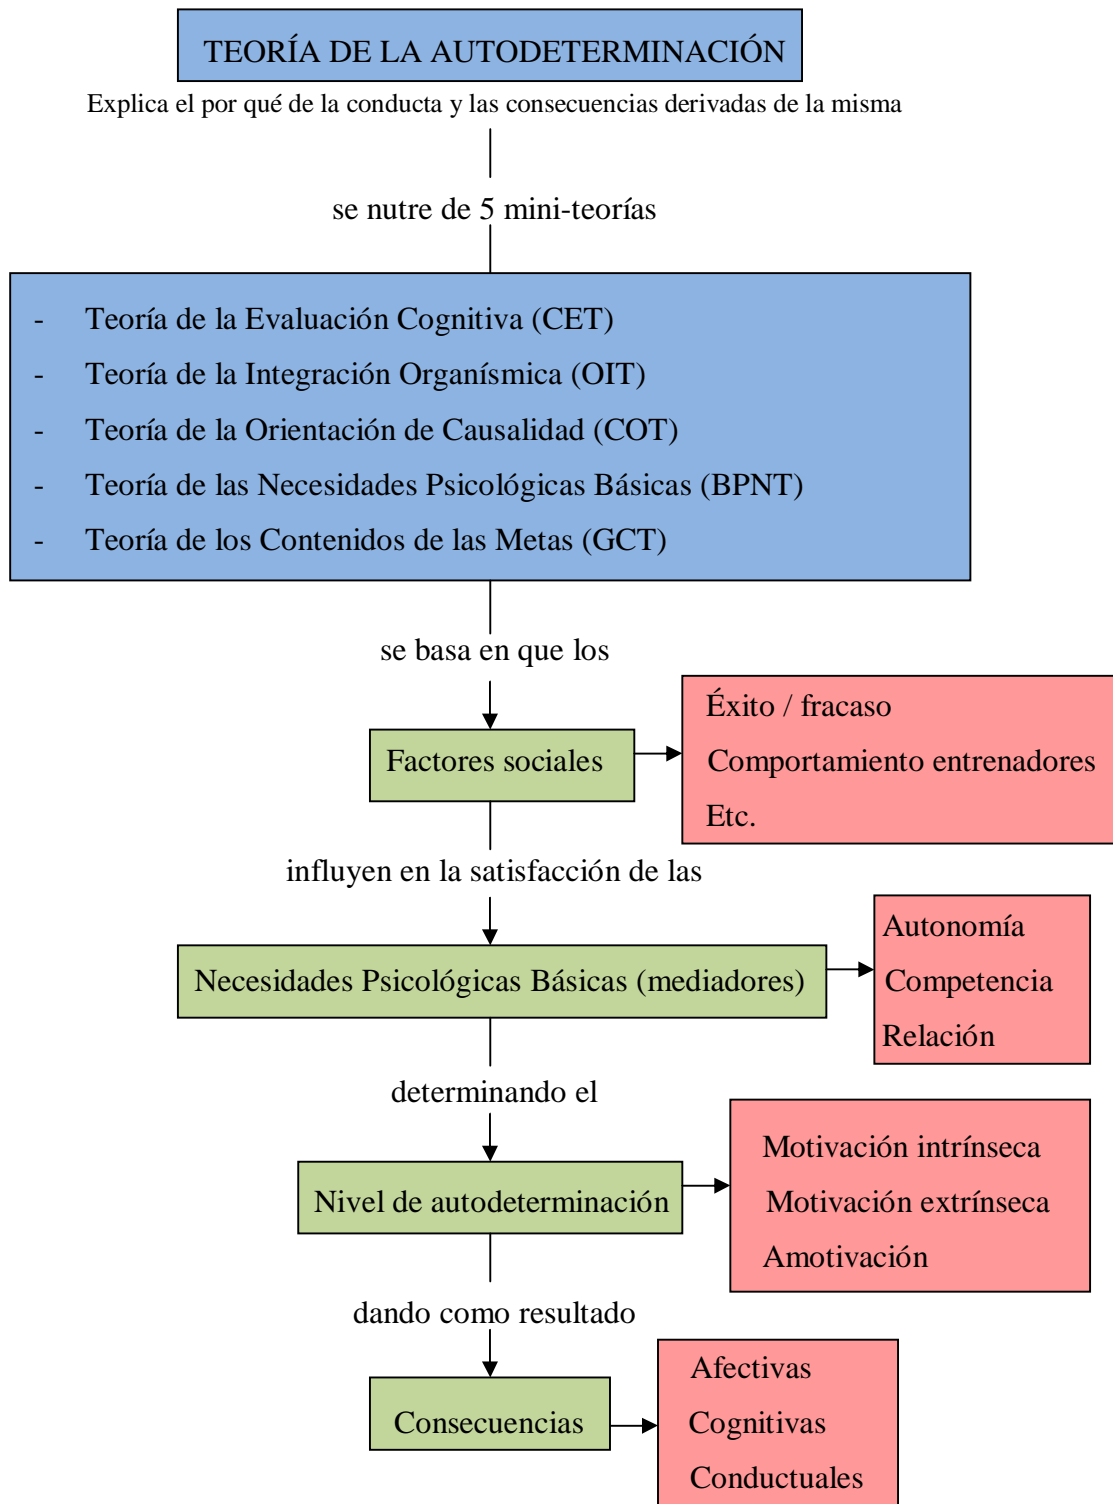 TEORÍA DE LA AUTODETERMINACIÓN
Explica el por qué de la conducta y las consecuencias derivadas de la misma
se nutre de 5 mini-teorías
- Teoría de la Evaluación Cognitiva (CET)
- Teoría de la Integración Organísmica (OIT)
- Teoría de la Orientación de Causalidad (COT)
- Teoría de las Necesidades Psicológicas Básicas (BPNT)
- Teoría de los Contenidos de las Metas (GCT)
se basa en que los
Factores sociales
Éxito / fracaso
Comportamiento entrenadores
Etc.
influyen en la satisfacción de las
Necesidades Psicológicas Básicas (mediadores)
Autonomía
Competencia
Relación
determinando el
Nivel de autodeterminación
Motivación intrínseca
Motivación extrínseca
Amotivación
dando como resultado
Consecuencias
Afectivas
Cognitivas
Conductuales